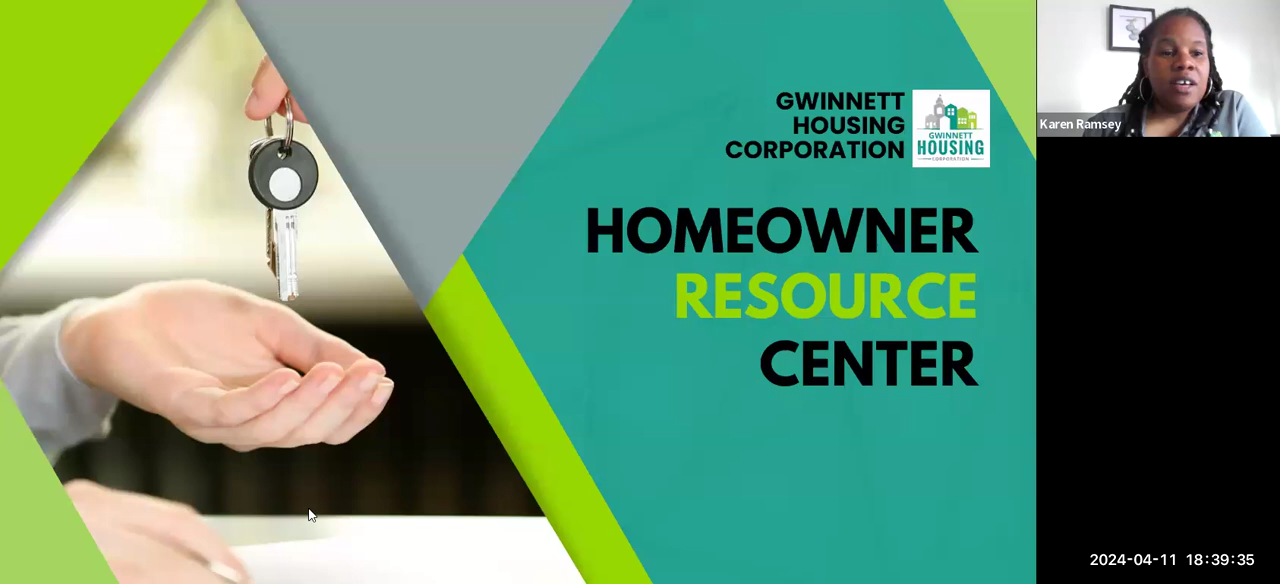 GWINNETT
HOUSING
CORPORATION
GWINNETT
HOUSING
CORPORATION
HOMEOWNER
RESOURCE
CENTER
Karen Ramsey
2024-04-11 18:39:35